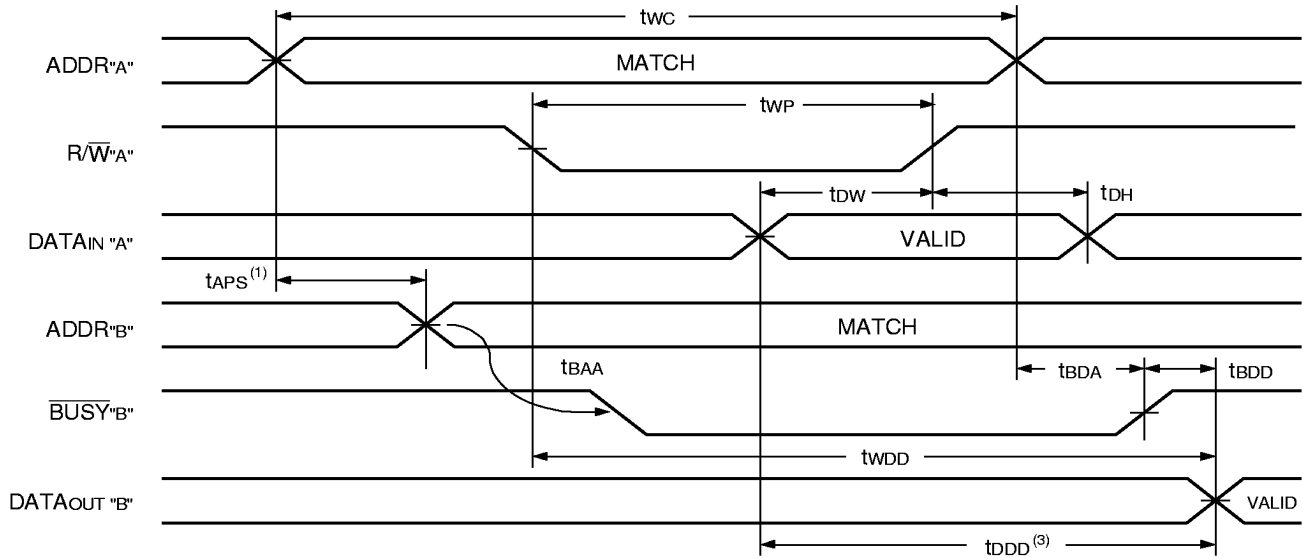 tWC
ADDR"A"
MATCH
tWP
R/W̅"A"
tDW
tDH
DATAIN "A"
VALID
tAPS(1)
ADDR"B"
MATCH
tBAA
tBDA
tBDD
B̅U̅S̅Y̅"B"
tWDD
DATAOUT "B"
VALID
tDDD(3)